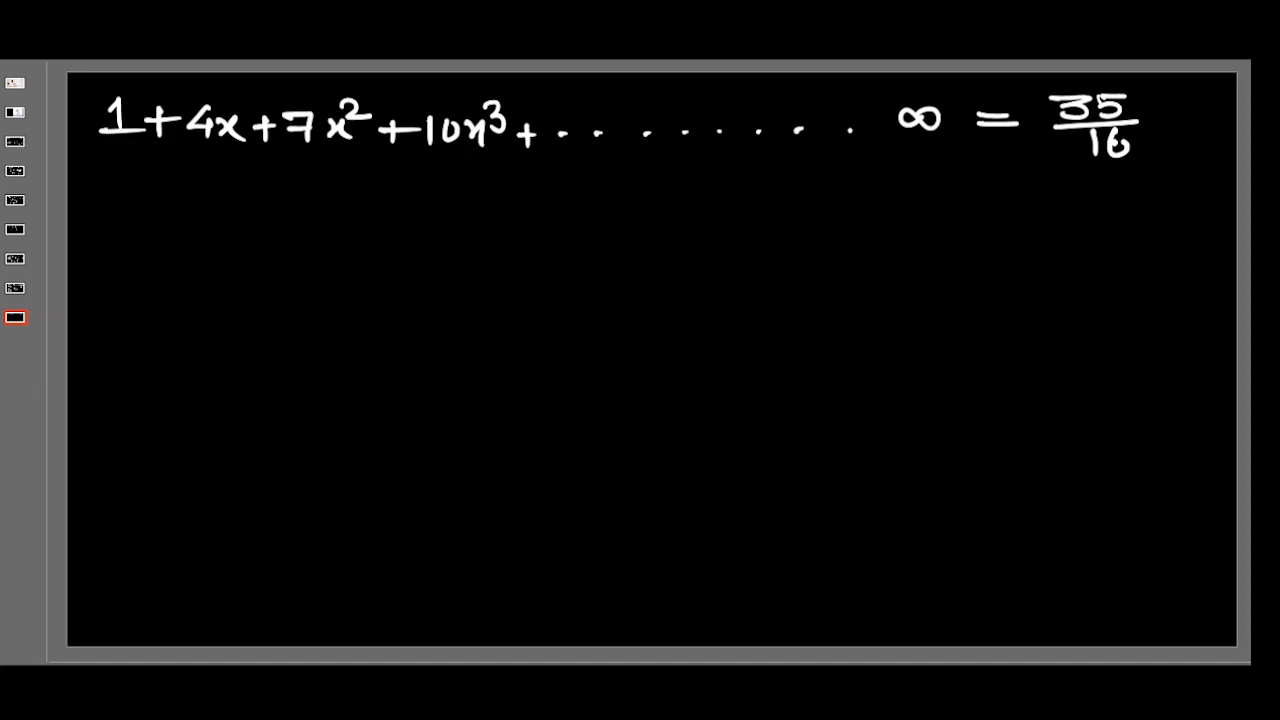 1 + 4x + 7x² + 10x³ + ......... ∞ = 35/16